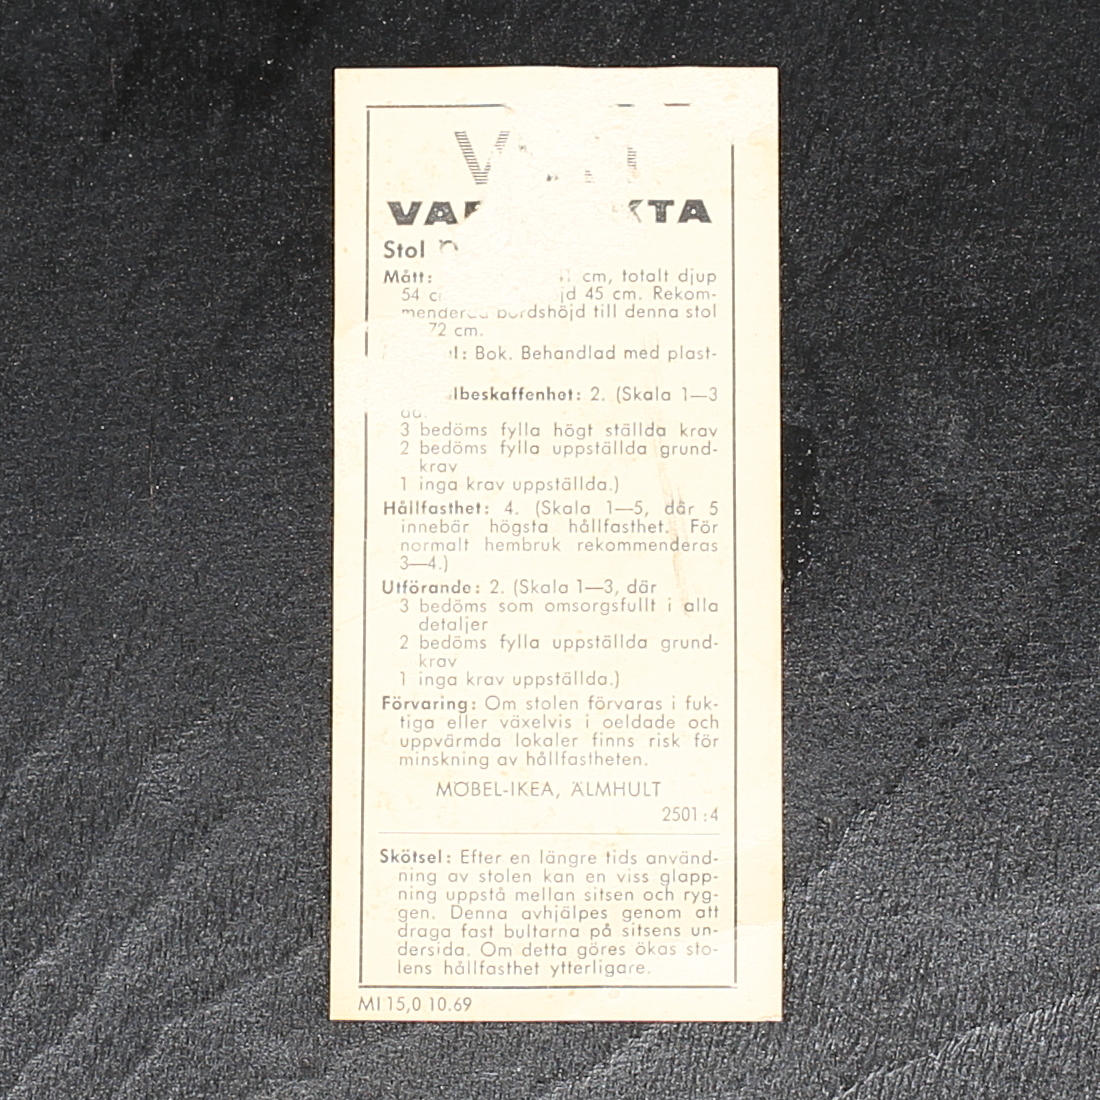 Stol
Mått: cm, totalt djup
54 45 cm. Rekom-
bordshöjd till denna stol
72 cm.
Bok. Behandlad med plast-
2. (Skala 1—3
3 bedöms fylla högt ställda krav
2 bedöms fylla uppställda grund-
krav
1 inga krav uppställda.)
Hållfasthet: 4. (Skala 1—5, där 5
innebär högsta hållfasthet. För
normalt hembruk rekommenderas
3—4.)
Utförande: 2. (Skala 1—3, där
3 bedöms som omsorgsfullt i alla
detaljer
2 bedöms fylla uppställda grund-
krav
1 inga krav uppställda.)
Förvaring: Om stolen förvaras i fuk-
tiga eller växelvis i oeldade och
uppvärmda lokaler finns risk för
minskning av hållfastheten.
MÖBEL-IKEA, ÄLMHULT
2501:4
Skötsel: Efter en längre tids använd-
ning av stolen kan en viss glapp-
ning uppstå mellan sitsen och ryg-
gen. Denna avhjälpes genom att
draga fast bultarna på sitsens un-
dersida. Om detta göres ökas sto-
lens hållfasthet ytterligare.
MI 15,0 10.69